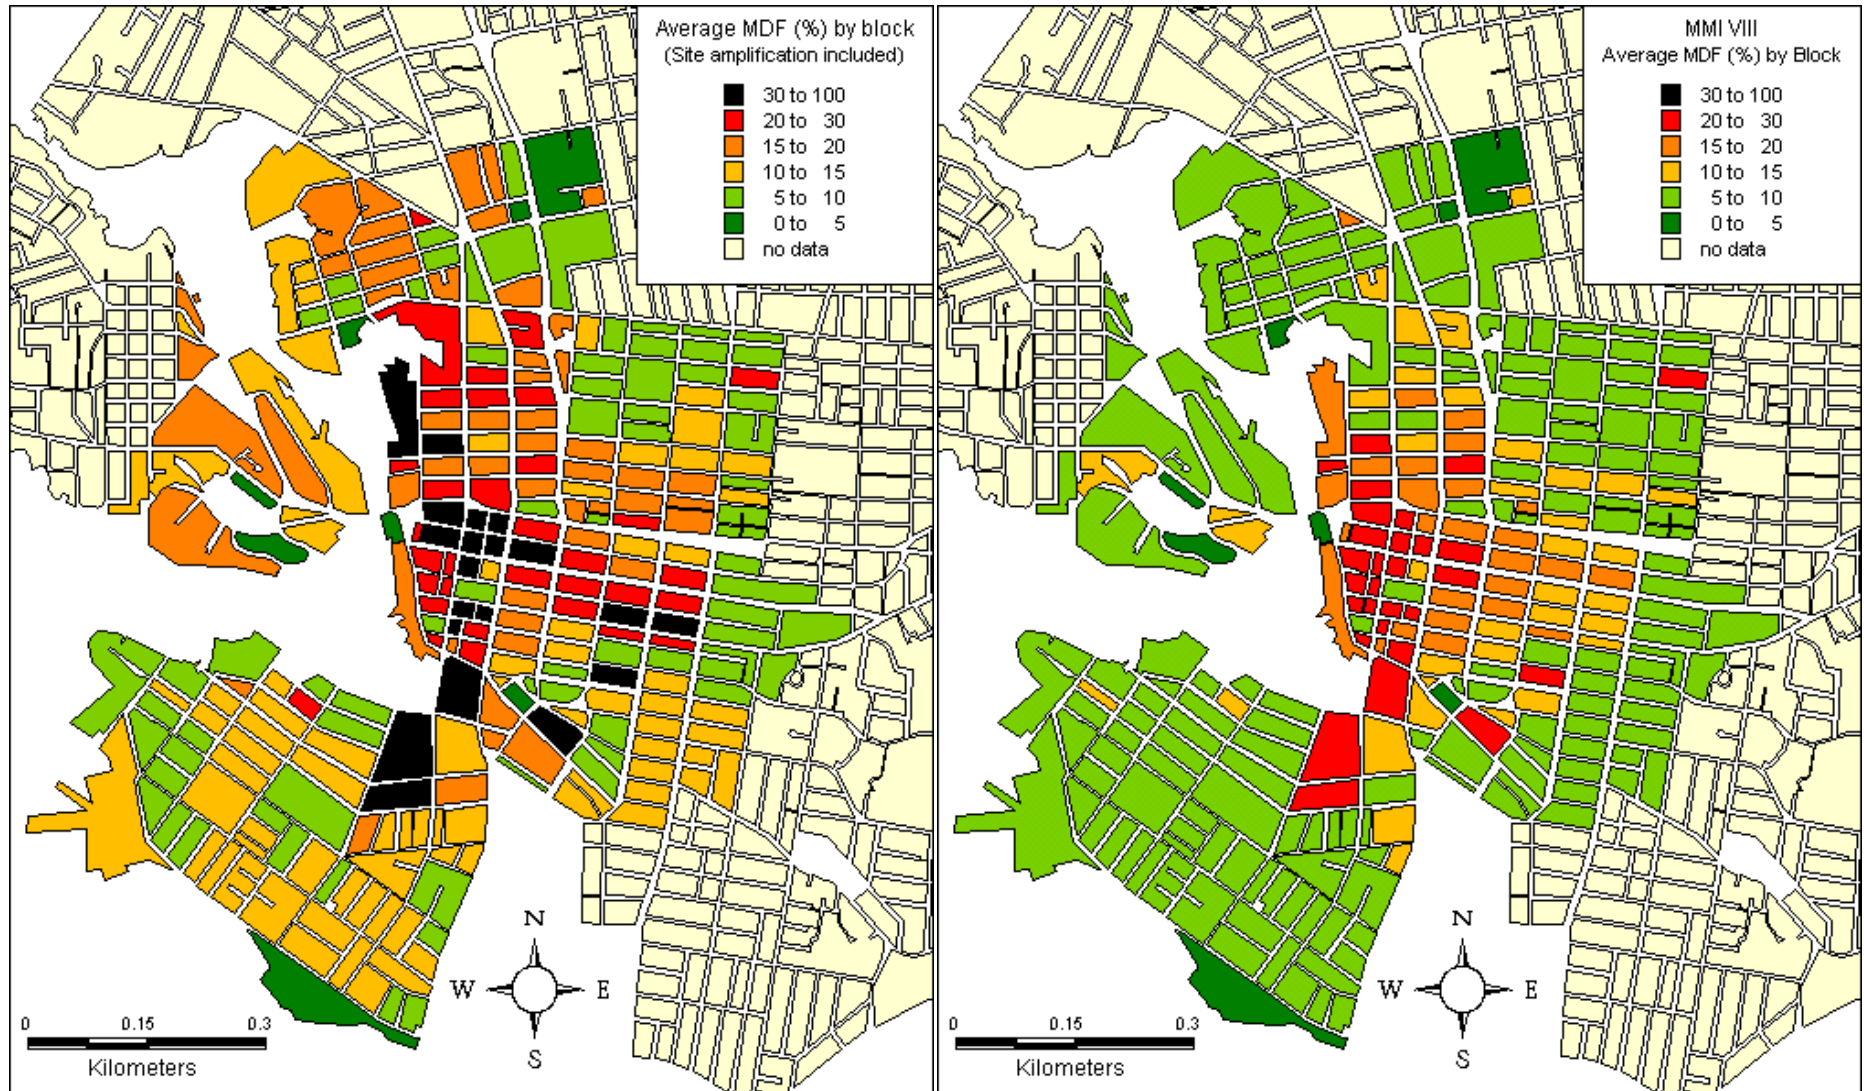 Average MDF (%) by block
(Site amplification included)
30 to 100
20 to 30
15 to 20
10 to 15
5 to 10
0 to 5
no data
N
W E
S
0 0.15 0.3
Kilometers
MMI VIII
Average MDF (%) by Block
30 to 100
20 to 30
15 to 20
10 to 15
5 to 10
0 to 5
no data
N
W E
S
0 0.15 0.3
Kilometers